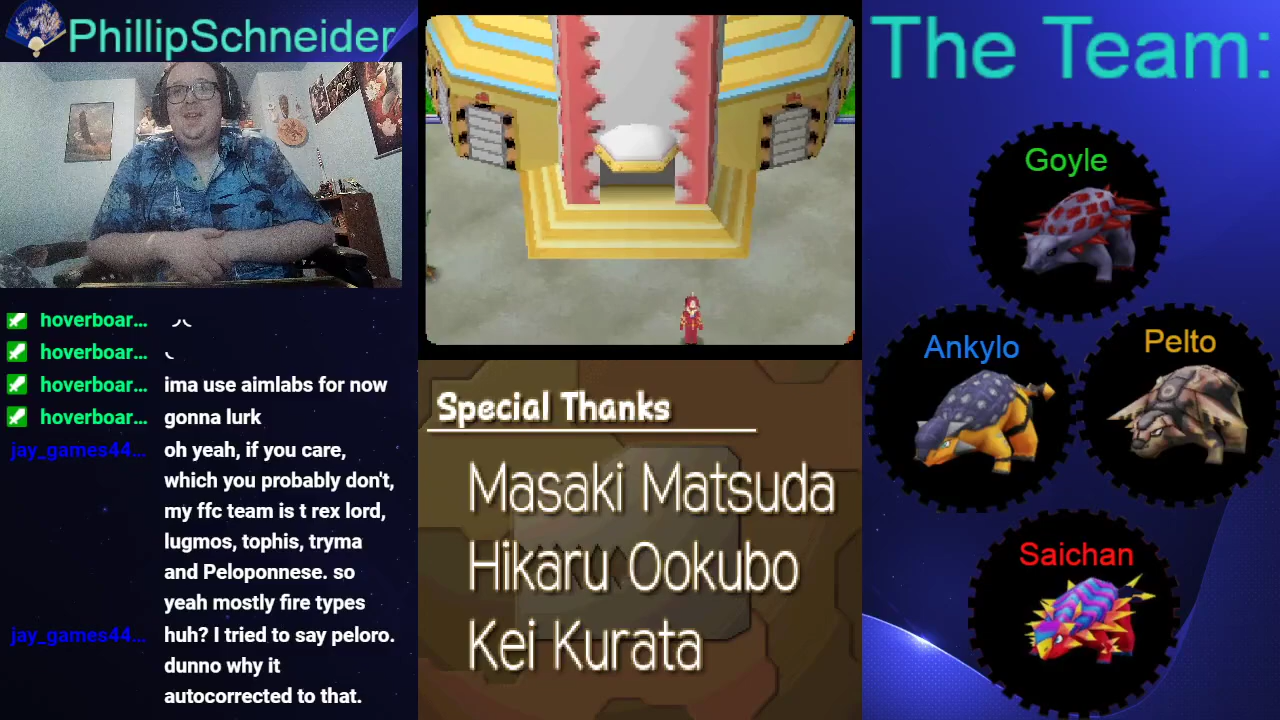 PhillipSchneider
The Team:
Goyle
Ankylo
Pelto
Saichan
hoverboar...
hoverboar...
hoverboar... ima use aimlabs for now
hoverboar... gonna lurk
jay_games44... oh yeah, if you care,
which you probably don't,
my ffc team is t rex lord,
lugmos, tophis, tryma
and Peloponnese. so
yeah mostly fire types
jay_games44... huh? I tried to say peloro.
dunno why it
autocorrected to that.
Special Thanks
Masaki Matsuda
Hikaru Ookubo
Kei Kurata